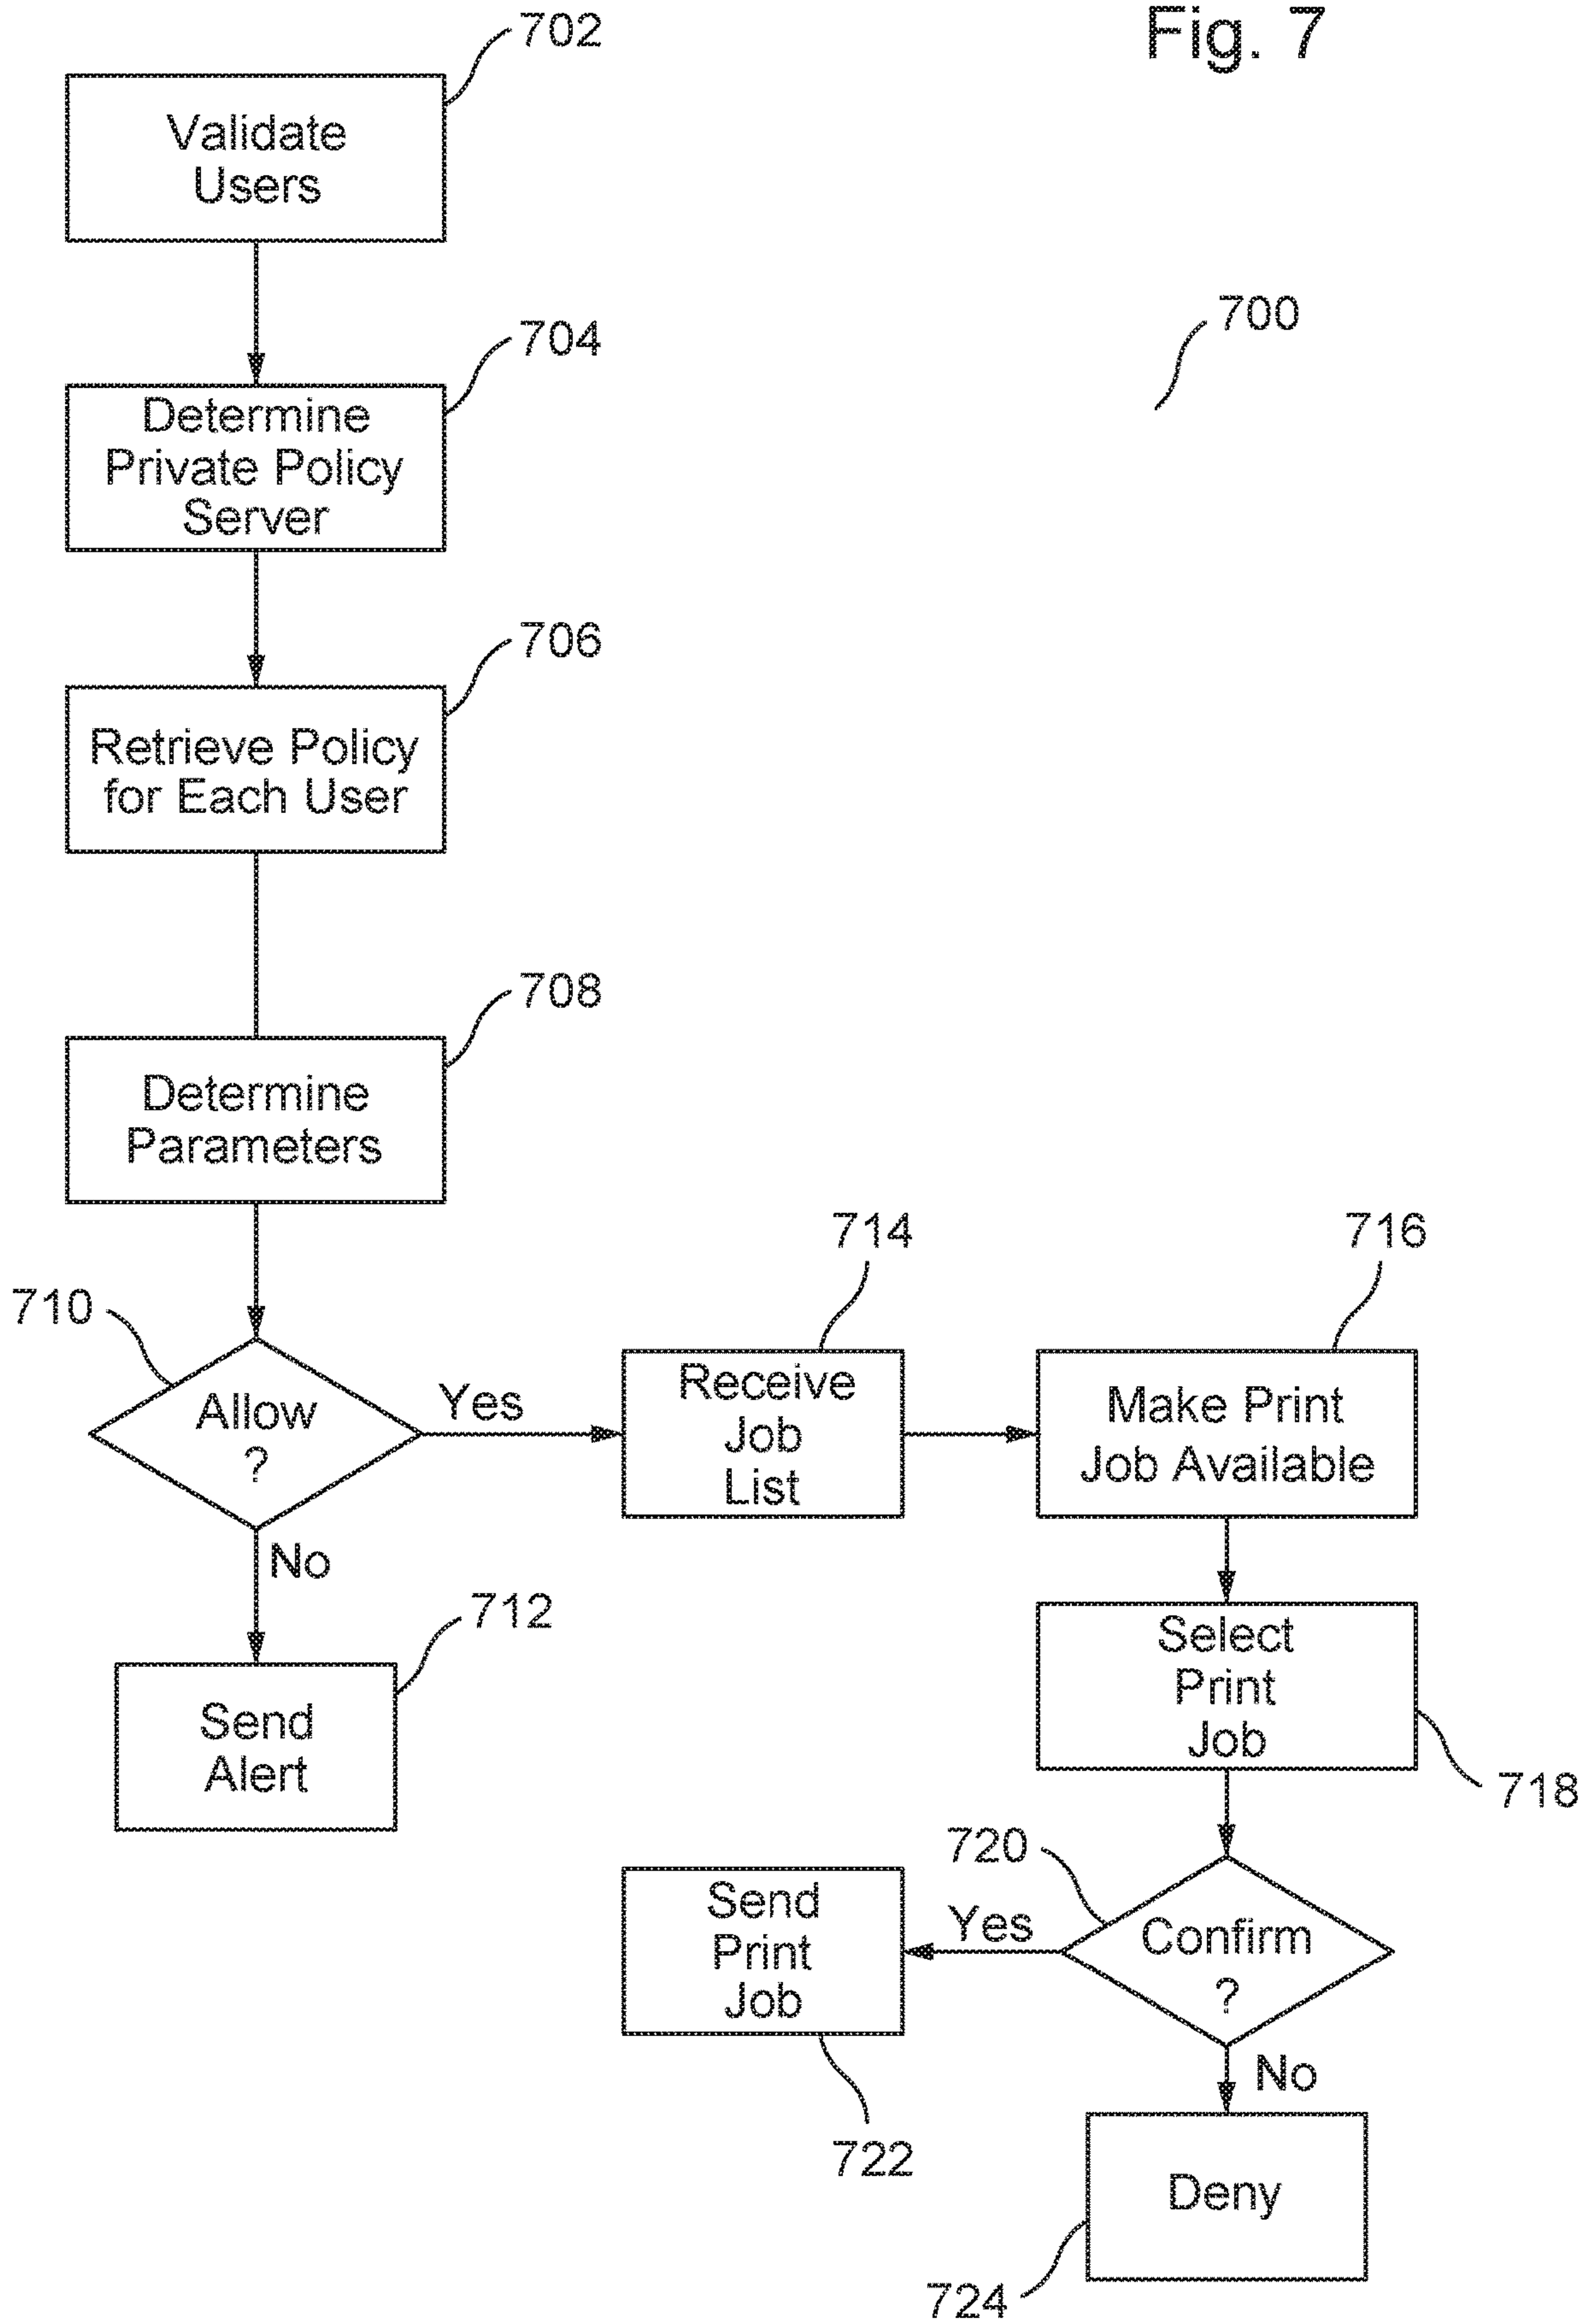 Fig. 7
702
Validate
Users
700
704
Determine
Private Policy
Server
706
Retrieve Policy
for Each User
708
Determine
Parameters
710
Allow
?
Yes
No
712
Send
Alert
714
Receive
Job
List
716
Make Print
Job Available
Select
Print
Job
718
720
Confirm
?
Yes
Send
Print
Job
722
No
Deny
724